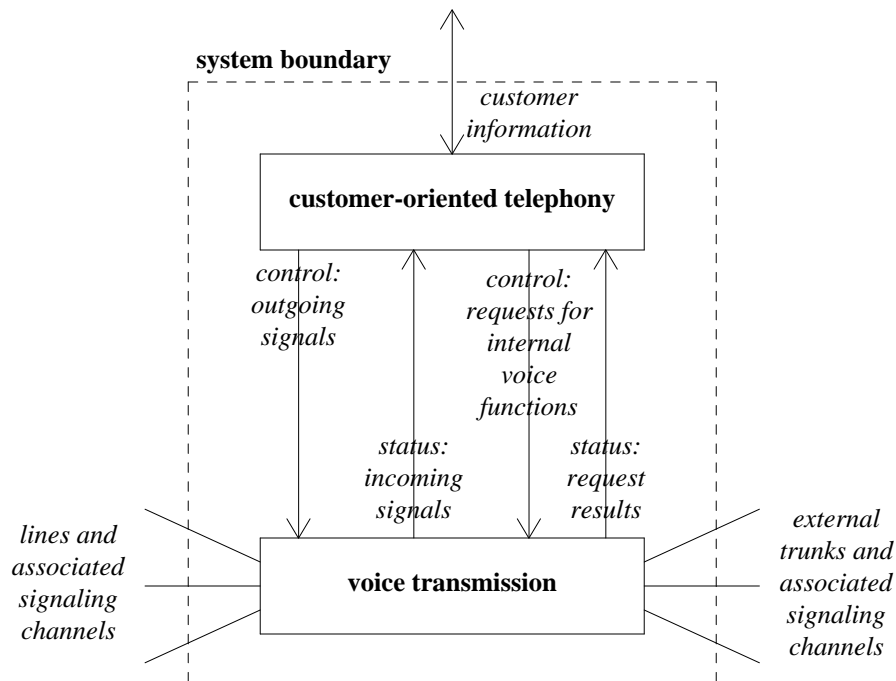 system boundary
customer
information
customer-oriented telephony
control:
outgoing
signals
control:
requests for
internal
voice
functions
status:
incoming
signals
status:
request
results
lines and
associated
signaling
channels
voice transmission
external
trunks and
associated
signaling
channels